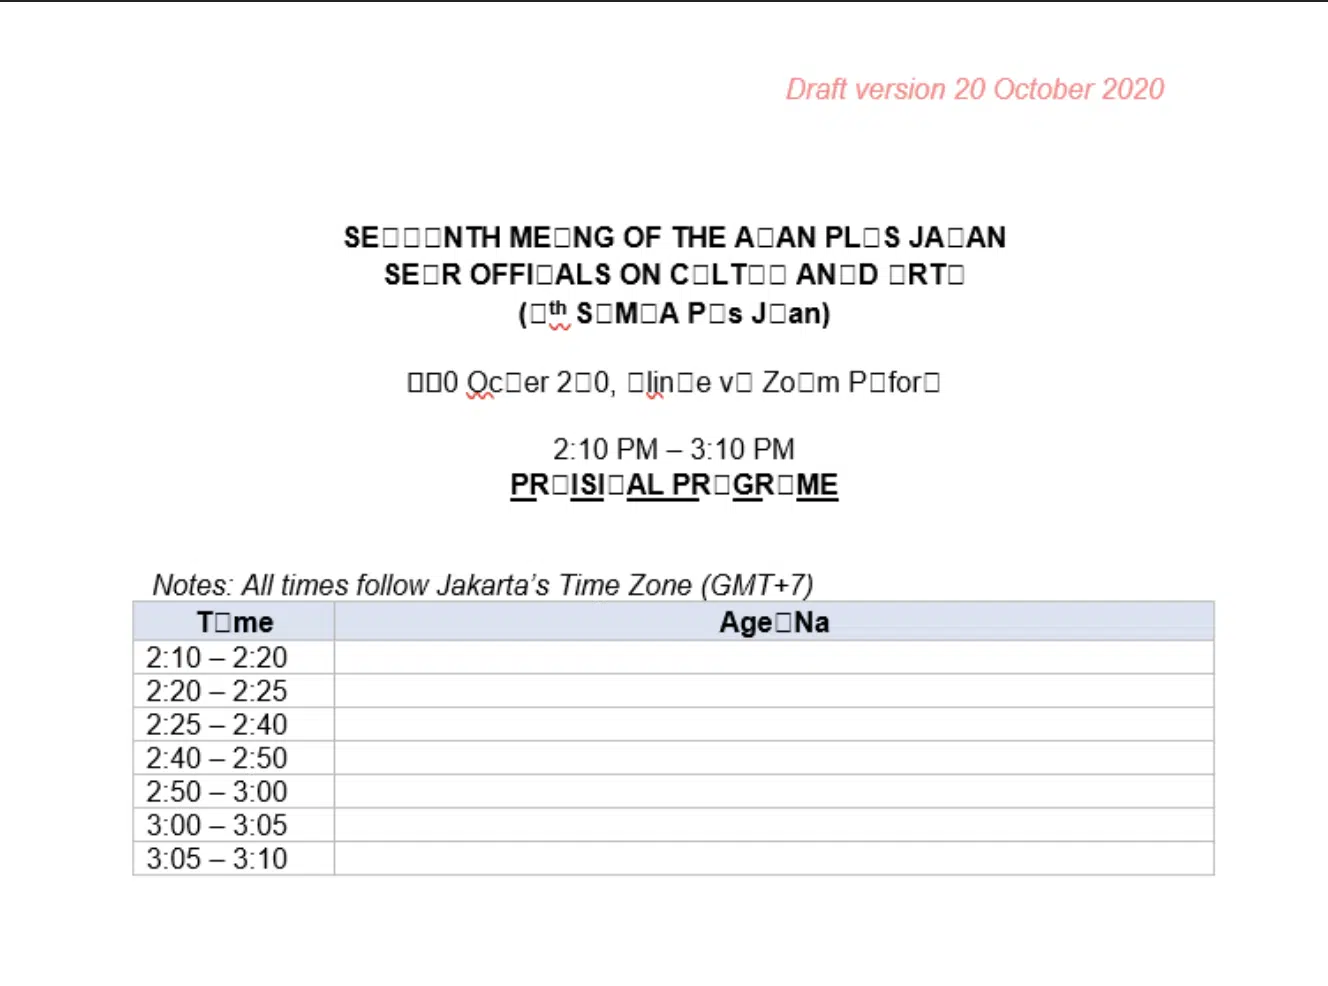 Draft version 20 October 2020
SE□□□NTH ME□NG OF THE A□AN PL□S JA□AN
SE□R OFFI□ALS ON C□LT□□ AN□D □RT□
(□th S□M□A P□s J□an)
□□0 Oc□er 2□0, □lin□e v□ Zo□m P□for□
2:10 PM – 3:10 PM
PR□ISI□AL PR□GR□ME
Notes: All times follow Jakarta’s Time Zone (GMT+7)
T□me Age□Na
2:10 – 2:20
2:20 – 2:25
2:25 – 2:40
2:40 – 2:50
2:50 – 3:00
3:00 – 3:05
3:05 – 3:10